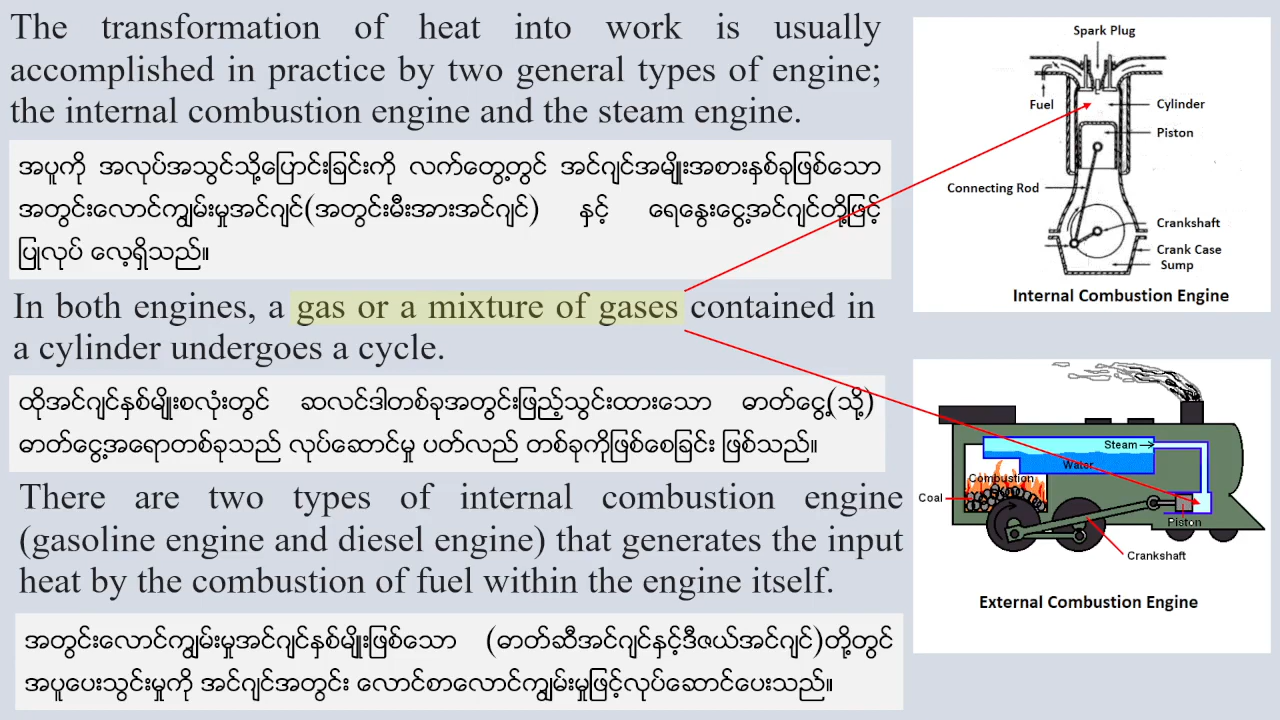 The transformation of heat into work is usually
accomplished in practice by two general types of engine;
the internal combustion engine and the steam engine.
အပူကို အလုပ်အသွင်သို့ပြောင်းခြင်းကို လက်တွေ့တွင် အင်ဂျင်အမျိုးအစားနှစ်ခုဖြစ်သော
အတွင်းလောင်ကျွမ်းမှုအင်ဂျင်(အတွင်းမီးအားအင်ဂျင်) နှင့် ရေနွေးငွေ့အင်ဂျင်တို့ဖြင့်
ပြုလုပ် လေ့ရှိသည်။
In both engines, a gas or a mixture of gases contained in
a cylinder undergoes a cycle.
ထိုအင်ဂျင်နှစ်မျိုးစလုံးတွင် ဆလင်ဒါတစ်ခုအတွင်းဖြည့်သွင်းထားသော ဓာတ်ငွေ့(သို့)
ဓာတ်ငွေ့အရောတစ်ခုသည် လုပ်ဆောင်မှု ပတ်လည် တစ်ခုကိုဖြစ်စေခြင်း ဖြစ်သည်။
There are two types of internal combustion engine
(gasoline engine and diesel engine) that generates the input
heat by the combustion of fuel within the engine itself.
အတွင်းလောင်ကျွမ်းမှုအင်ဂျင်နှစ်မျိုးဖြစ်သော (ဓာတ်ဆီအင်ဂျင်နှင့်ဒီဇယ်အင်ဂျင်)တို့တွင်
အပူပေးသွင်းမှုကို အင်ဂျင်အတွင်း လောင်စာလောင်ကျွမ်းမှုဖြင့်လုပ်ဆောင်ပေးသည်။
Spark Plug
Fuel
Cylinder
Piston
Connecting Rod
Crankshaft
Crank Case
Sump
Internal Combustion Engine
Steam
Water
Combustion
Coal
Piston
Crankshaft
External Combustion Engine